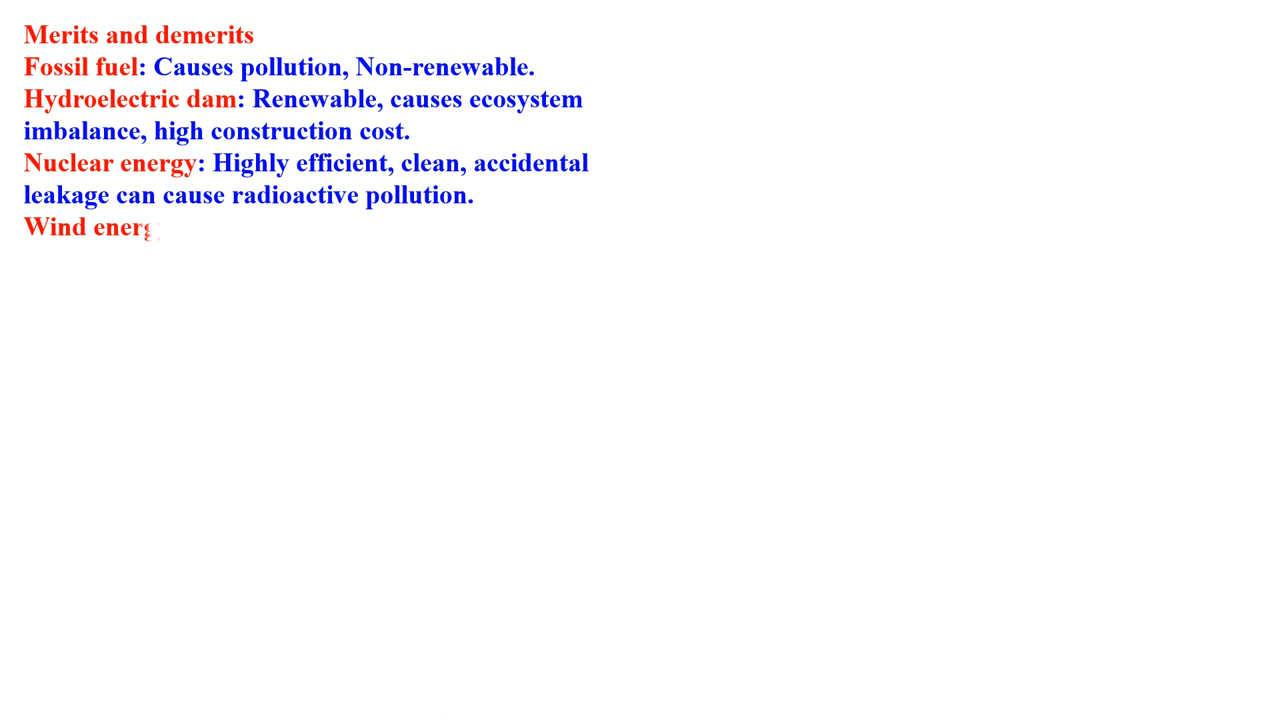 Merits and demerits
Fossil fuel: Causes pollution, Non-renewable.
Hydroelectric dam: Renewable, causes ecosystem
imbalance, high construction cost.
Nuclear energy: Highly efficient, clean, accidental
leakage can cause radioactive pollution.
Wind energ